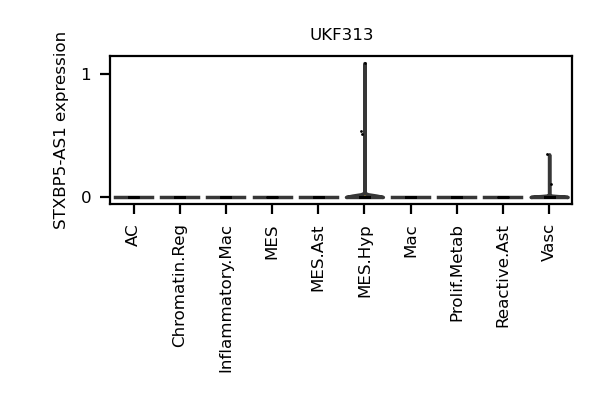 UKF313
STXBP5-AS1 expression
1
0
AC
Chromatin.Reg
Inflammatory.Mac
MES
MES.Ast
MES.Hyp
Mac
Prolif.Metab
Reactive.Ast
Vasc